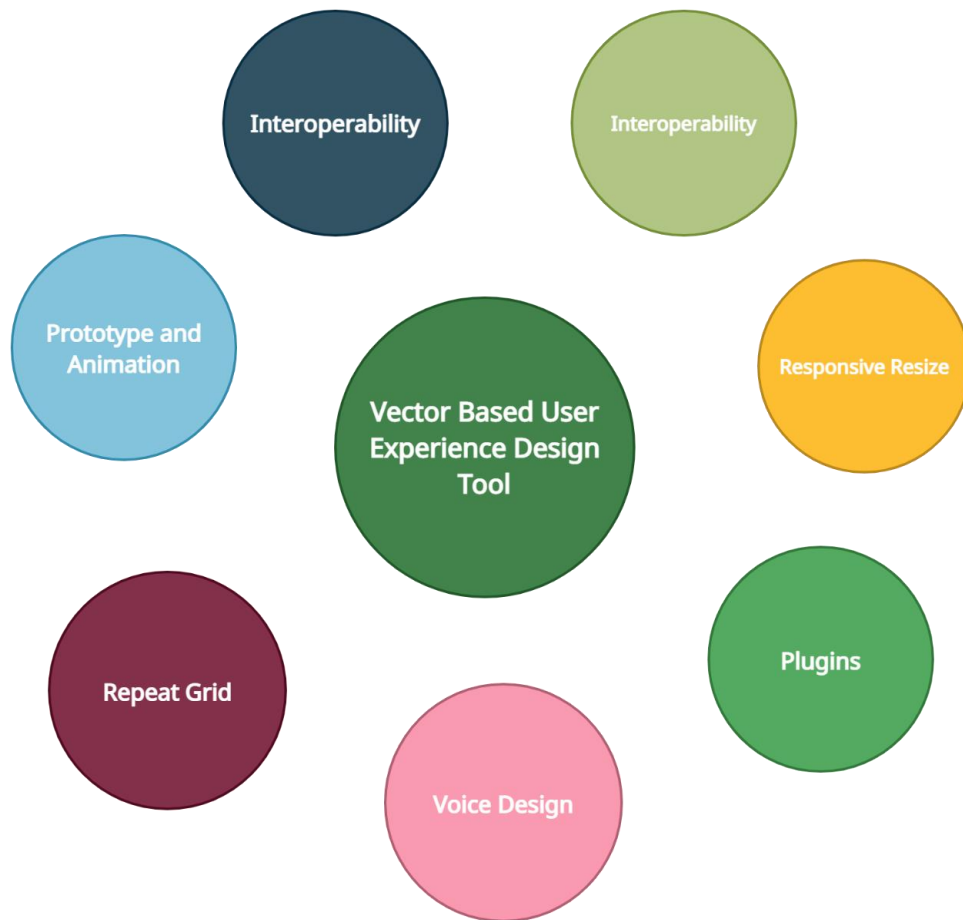 Interoperability
Interoperability
Prototype and
Animation
Responsive Resize
Vector Based User
Experience Design
Tool
Plugins
Repeat Grid
Voice Design